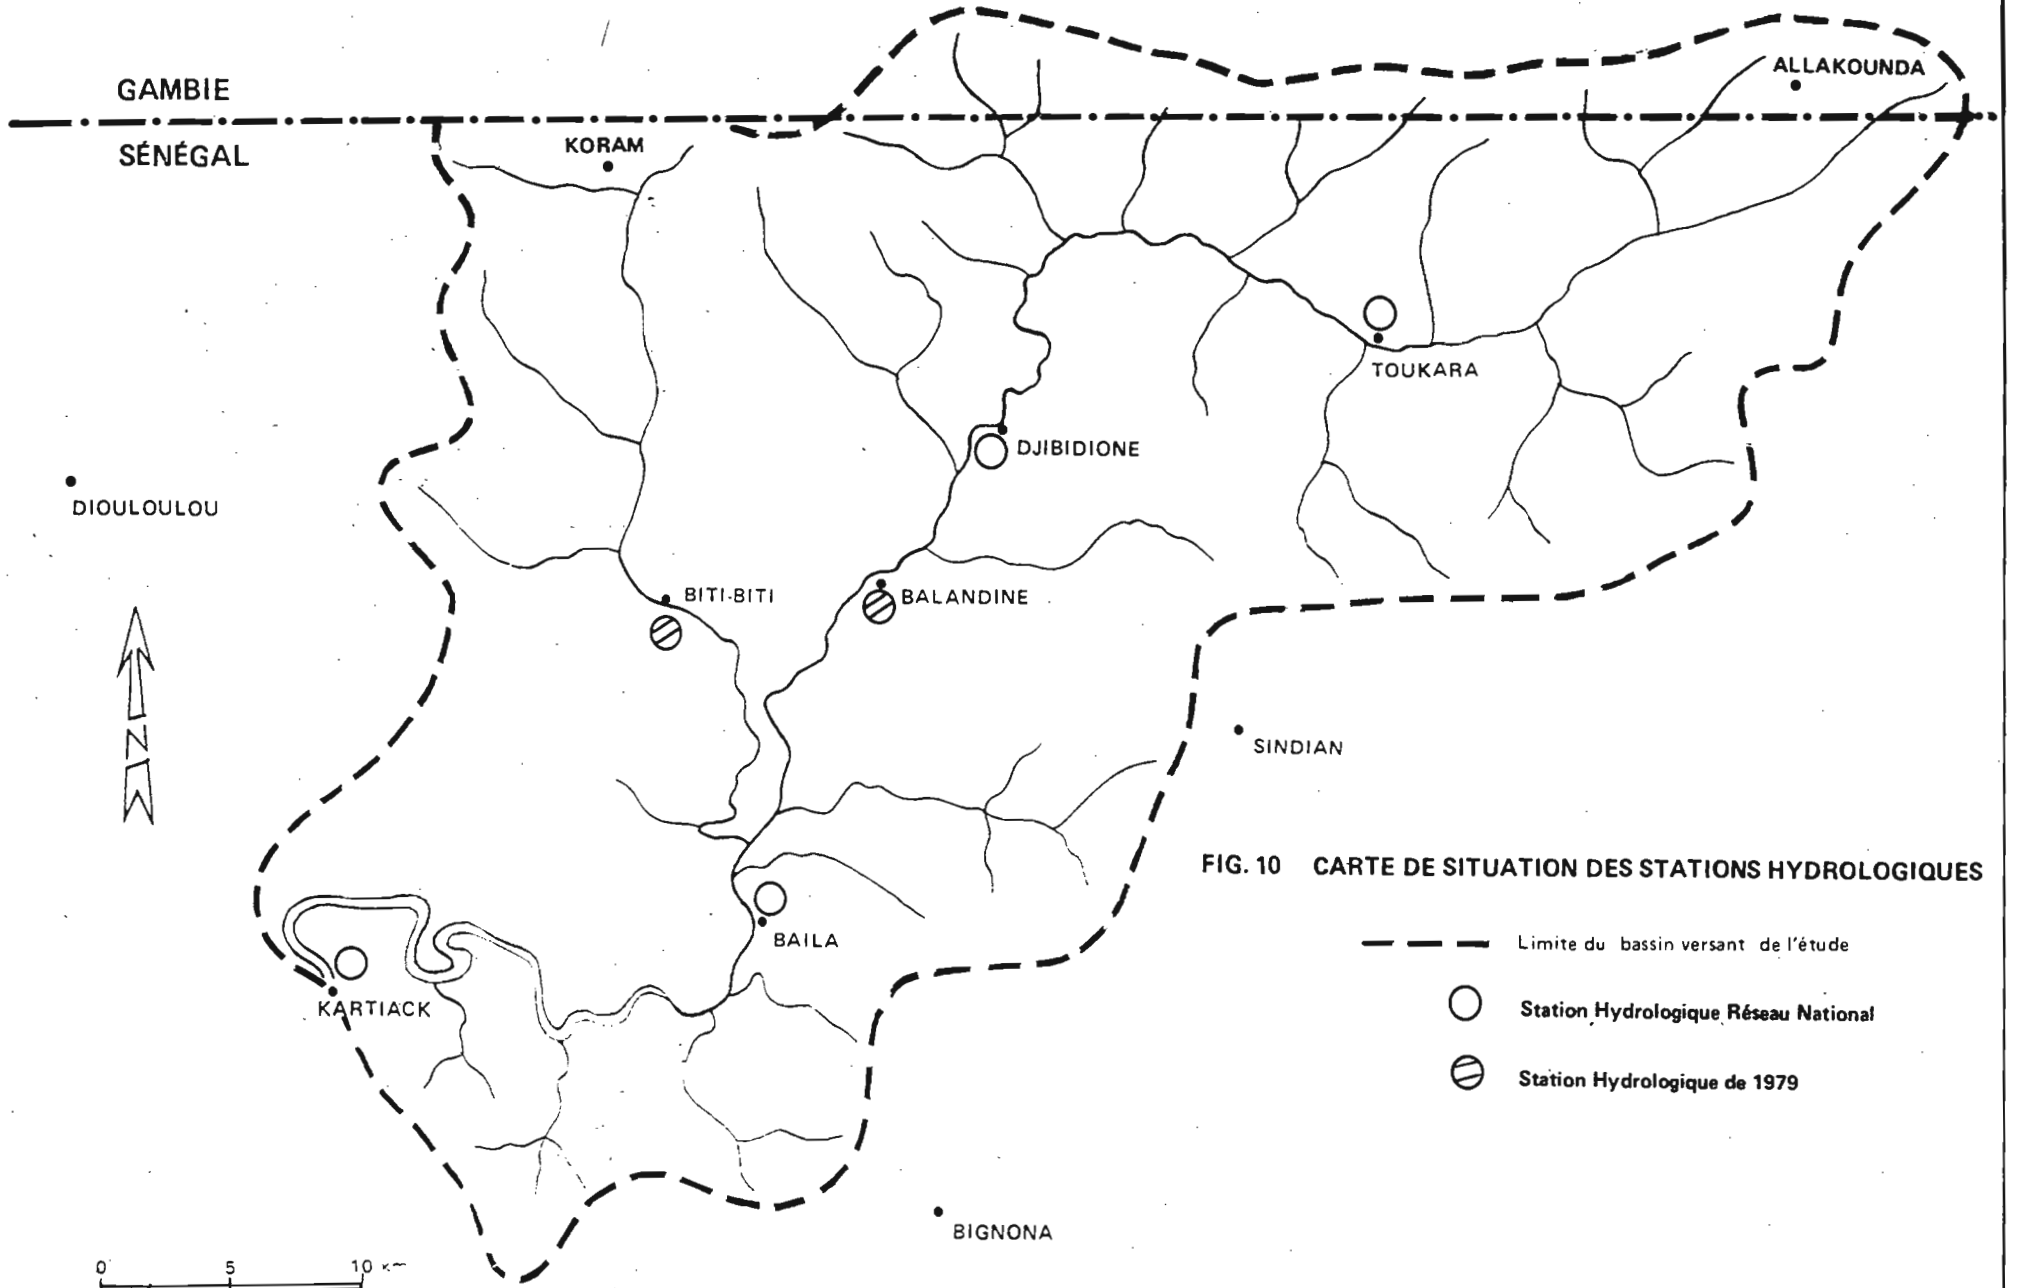 GAMBIE
SÉNÉGAL
ALLAKOUNDA
KORAM
TOUKARA
DJIBIDIONE
DIOULOULOU
BITI-BITI
BALANDINE
N
SINDIAN
FIG. 10 CARTE DE SITUATION DES STATIONS HYDROLOGIQUES
BAILA
Limite du bassin versant de l'étude
KARTIACK
Station Hydrologique Réseau National
Station Hydrologique de 1979
BIGNONA
0 5 10 km